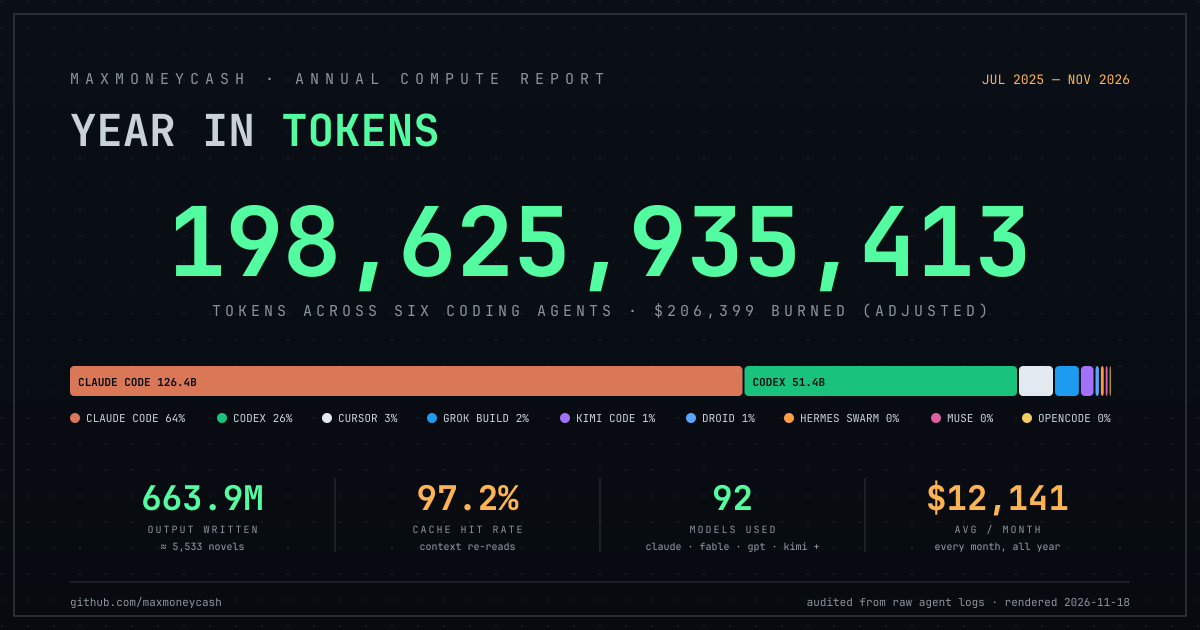 MAXMONEYCASH · ANNUAL COMPUTE REPORT
JUL 2025 — NOV 2026
YEAR IN TOKENS
198,625,935,413
TOKENS ACROSS SIX CODING AGENTS · $206,399 BURNED (ADJUSTED)
CLAUDE CODE 126.4B
CODEX 51.4B
CLAUDE CODE 64%
CODEX 26%
CURSOR 3%
GROK BUILD 2%
KIMI CODE 1%
DROID 1%
HERMES SWARM 0%
MUSE 0%
OPENCODE 0%
663.9M
OUTPUT WRITTEN
≈ 5,533 novels
97.2%
CACHE HIT RATE
context re-reads
92
MODELS USED
claude · fable · gpt · kimi +
$12,141
AVG / MONTH
every month, all year
github.com/maxmoneycash
audited from raw agent logs · rendered 2026-11-18